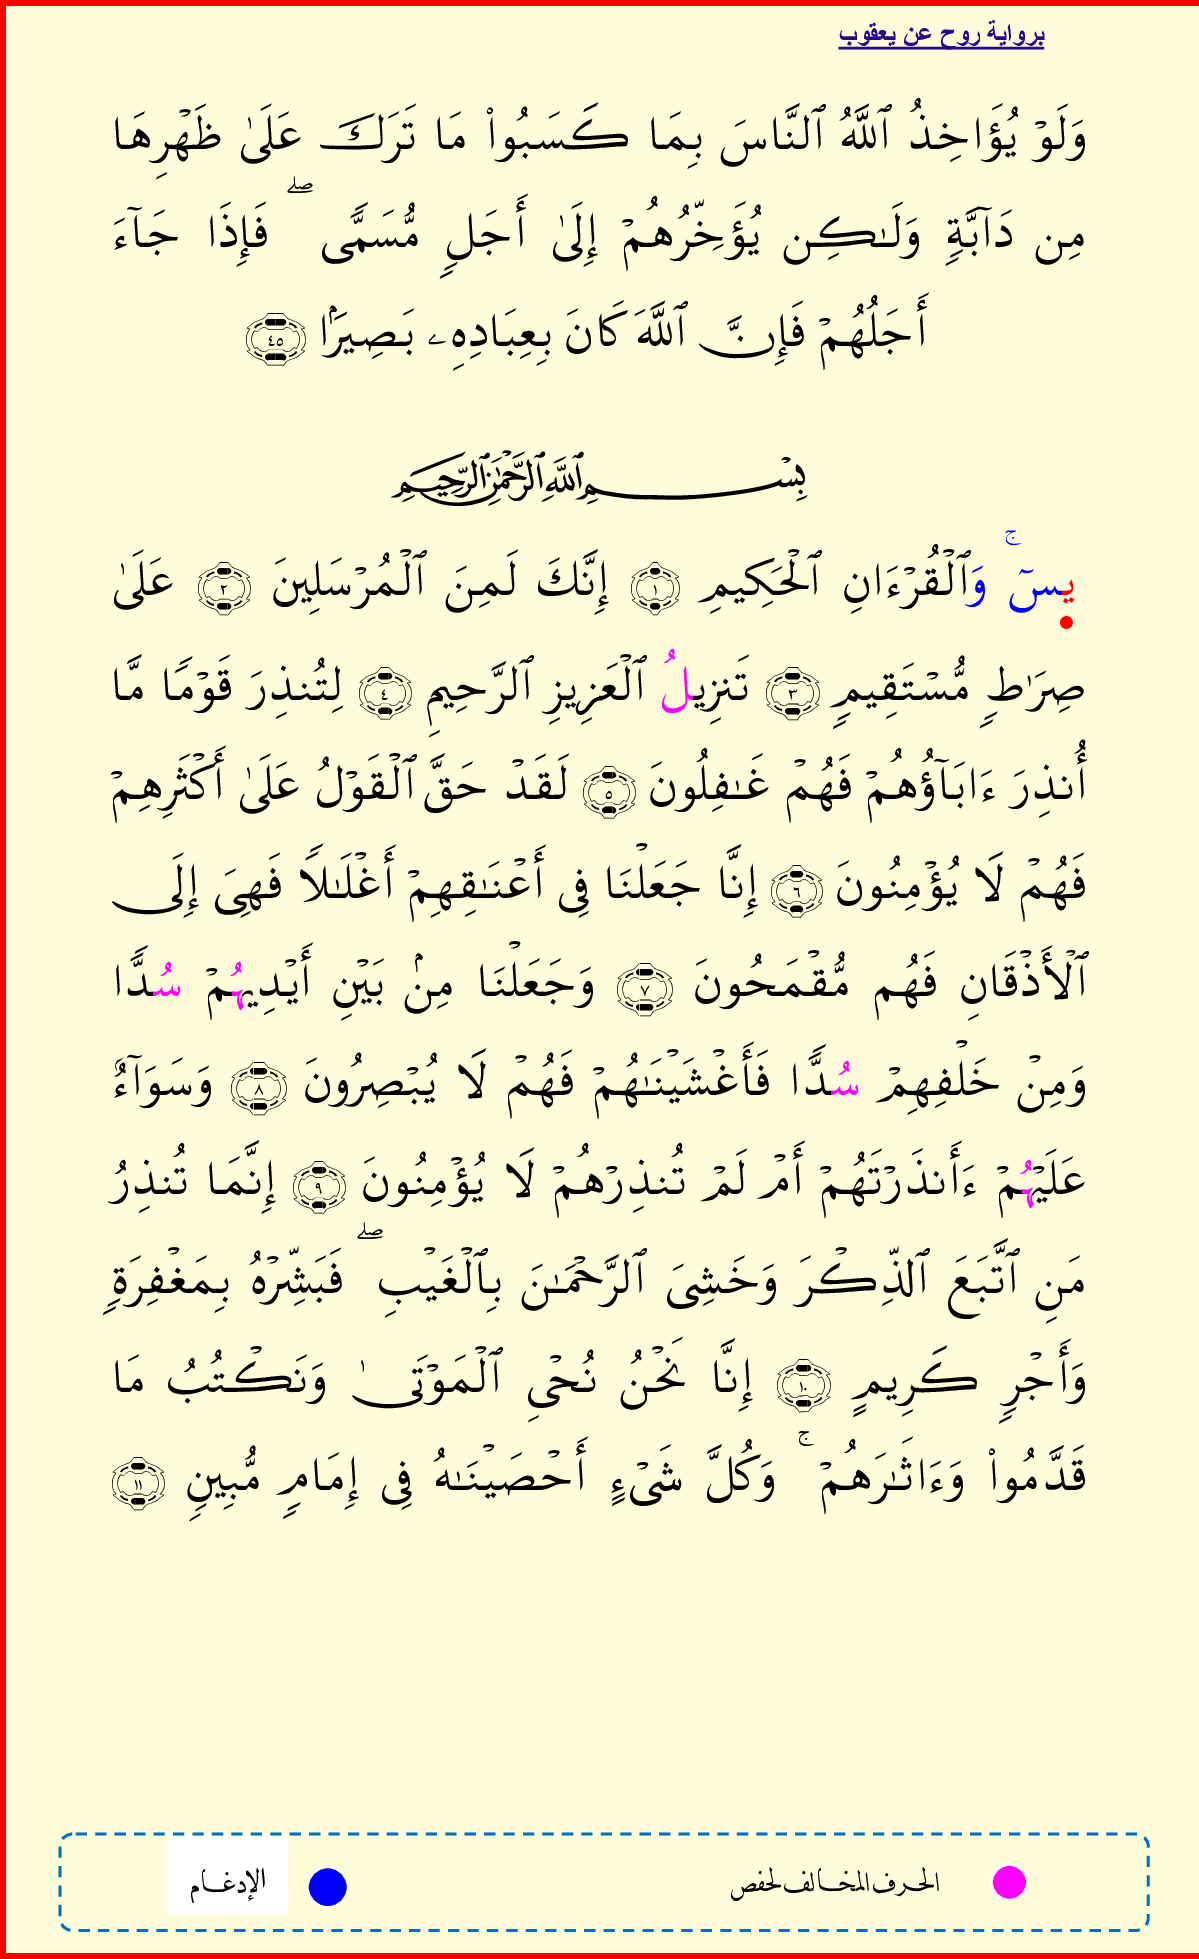 برواية روح عن يعقوب
وَلَوۡ يُؤَاخِذُ ٱللَّهُ ٱلنَّاسَ بِمَا كَسَبُواْ مَا تَرَكَ عَلَىٰ ظَهۡرِهَا
مِن دَآبَّةٖ وَلَٰكِن يُؤَخِّرُهُمۡ إِلَىٰٓ أَجَلٖ مُّسَمّٗىۖ فَإِذَا جَآءَ
أَجَلُهُمۡ فَإِنَّ ٱللَّهَ كَانَ بِعِبَادِهِۦ بَصِيرَۢا ٤٥
بِسۡمِ ٱللَّهِ ٱلرَّحۡمَٰنِ ٱلرَّحِيمِ
يسٓۚ وَٱلۡقُرۡءَانِ ٱلۡحَكِيمِ ١ إِنَّكَ لَمِنَ ٱلۡمُرۡسَلِينَ ٢ عَلَىٰ
صِرَٰطٖ مُّسۡتَقِيمٖ ٣ تَنزِيلُ ٱلۡعَزِيزِ ٱلرَّحِيمِ ٤ لِتُنذِرَ قَوۡمٗا مَّا
أُنذِرَ ءَابَآؤُهُمۡ فَهُمۡ غَٰفِلُونَ ٥ لَقَدۡ حَقَّ ٱلۡقَوۡلُ عَلَىٰٓ أَكۡثَرِهِمۡ
فَهُمۡ لَا يُؤۡمِنُونَ ٦ إِنَّا جَعَلۡنَا فِيٓ أَعۡنَٰقِهِمۡ أَغۡلَٰلٗا فَهِيَ إِلَى
ٱلۡأَذۡقَانِ فَهُم مُّقۡمَحُونَ ٧ وَجَعَلۡنَا مِنۢ بَيۡنِ أَيۡدِيهُمۡ سُدّٗا
وَمِنۡ خَلۡفِهِمۡ سُدّٗا فَأَغۡشَيۡنَٰهُمۡ فَهُمۡ لَا يُبۡصِرُونَ ٨ وَسَوَآءٌ
عَلَيۡهُمۡ ءَأَنذَرۡتَهُمۡ أَمۡ لَمۡ تُنذِرۡهُمۡ لَا يُؤۡمِنُونَ ٩ إِنَّمَا تُنذِرُ
مَنِ ٱتَّبَعَ ٱلذِّكۡرَ وَخَشِيَ ٱلرَّحۡمَٰنَ بِٱلۡغَيۡبِۖ فَبَشِّرۡهُ بِمَغۡفِرَةٖ
وَأَجۡرٖ كَرِيمٍ ١٠ إِنَّا نَحۡنُ نُحۡيِ ٱلۡمَوۡتَىٰ وَنَكۡتُبُ مَا
قَدَّمُواْ وَءَاثَٰرَهُمۡۚ وَكُلَّ شَيۡءٍ أَحۡصَيۡنَٰهُ فِيٓ إِمَامٖ مُّبِينٖ ١١
الحرف المخالف لحفص
الإدغام